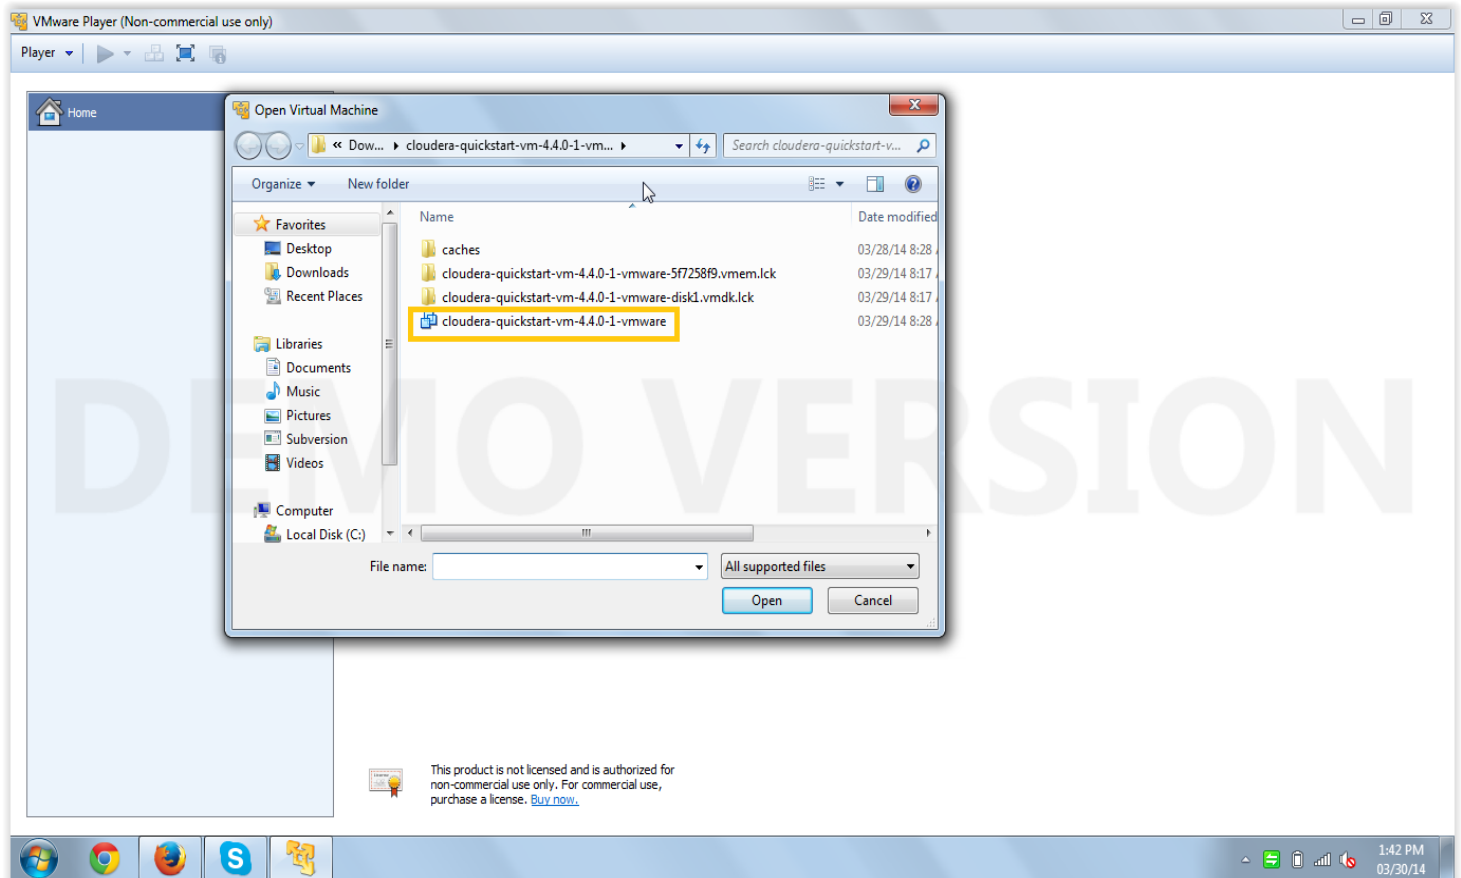 VMware Player (Non-commercial use only)
Player
Home
Open Virtual Machine
« Dow... cloudera-quickstart-vm-4.4.0-1-vm...
Search cloudera-quickstart-v...
Organize New folder
Name Date modified
Favorites
Desktop
Downloads
Recent Places
Libraries
Documents
Music
Pictures
Subversion
Videos
Computer
Local Disk (C:)
caches 03/28/14 8:28
cloudera-quickstart-vm-4.4.0-1-vmware-5f7258f9.vmem.lck 03/29/14 8:17
cloudera-quickstart-vm-4.4.0-1-vmware-disk1.vmdk.lck 03/29/14 8:17
cloudera-quickstart-vm-4.4.0-1-vmware 03/29/14 8:28
DEMO VERSION
File name:
All supported files
Open Cancel
This product is not licensed and is authorized for
non-commercial use only. For commercial use,
purchase a license. Buy now.
1:42 PM
03/30/14